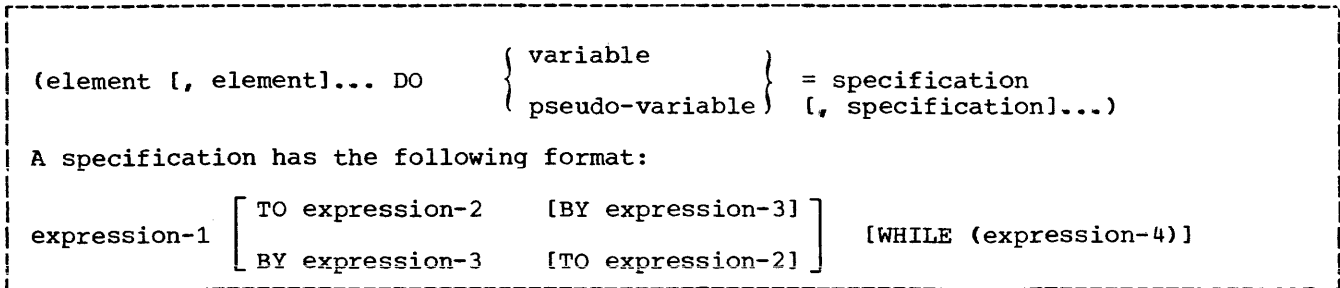 variable
(element [, element]... DO = specification
pseudo-variable [, specification]...)
A specification has the following format:
TO expression-2 [BY expression-3]
expression-1 [WHILE (expression-4)]
BY expression-3 [TO expression-2]